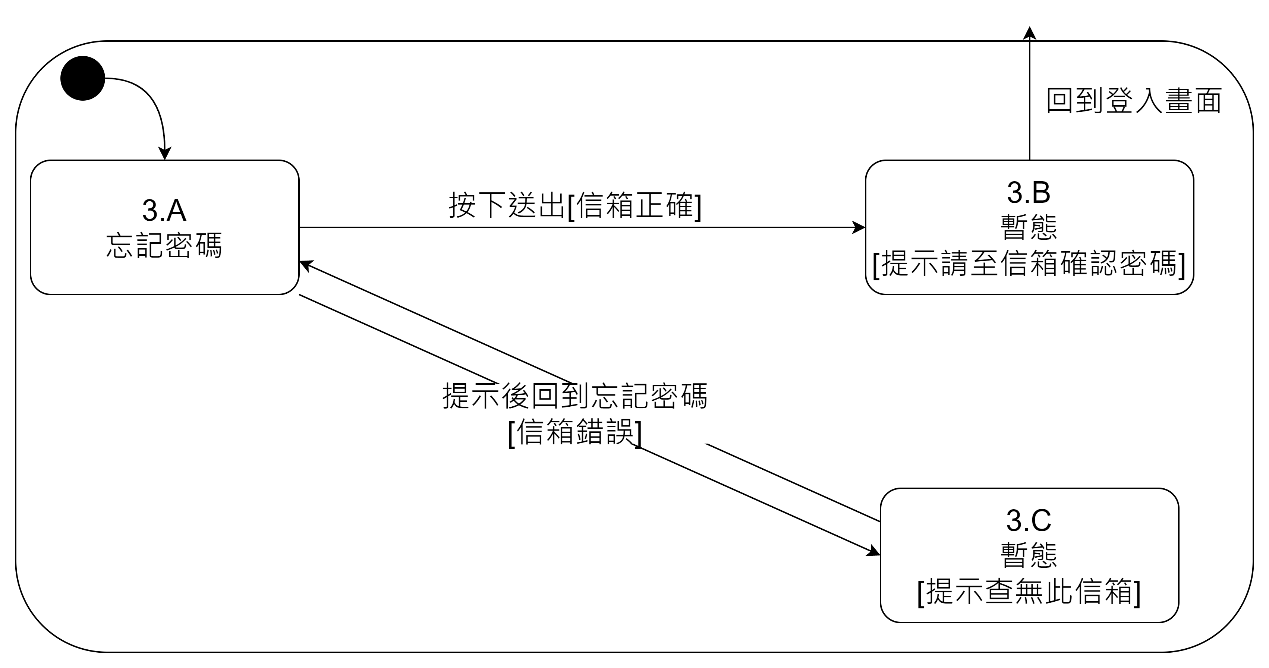 回到登入畫面
3.A
忘記密碼
按下送出[信箱正確]
3.B
暫態
[提示請至信箱確認密碼]
提示後回到忘記密碼
[信箱錯誤]
3.C
暫態
[提示查無此信箱]